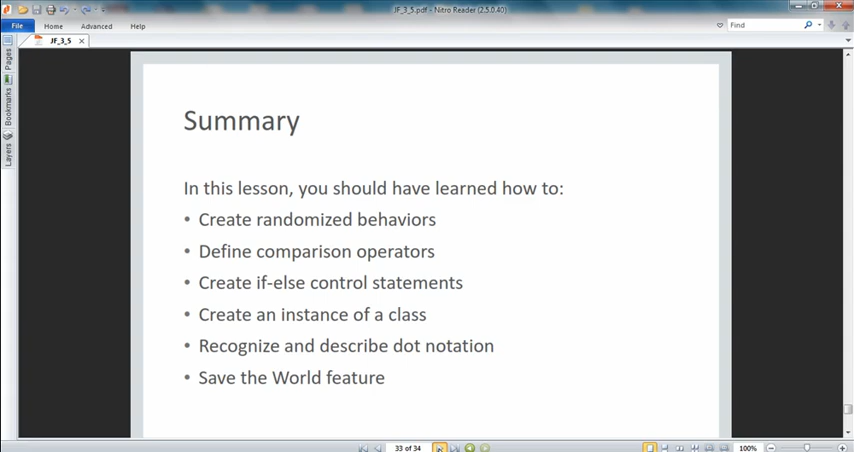 JF_3_5.pdf - Nitro Reader (2.5.0.40)
File Home Advanced Help
Find
JF_3_5
Pages
Bookmarks
Layers
Summary
In this lesson, you should have learned how to:
• Create randomized behaviors
• Define comparison operators
• Create if-else control statements
• Create an instance of a class
• Recognize and describe dot notation
• Save the World feature
33 of 34
100%